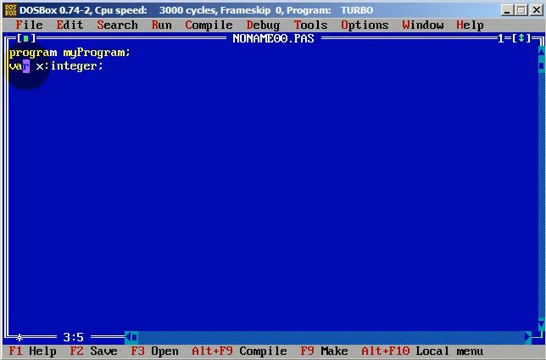 DOSBox 0.74-2, Cpu speed: 3000 cycles, Frameskip 0, Program: TURBO
File Edit Search Run Compile Debug Tools Options Window Help
NONAME00.PAS 1
program myProgram;
var x:integer;
3:5
F1 Help F2 Save F3 Open Alt+F9 Compile F9 Make Alt+F10 Local menu